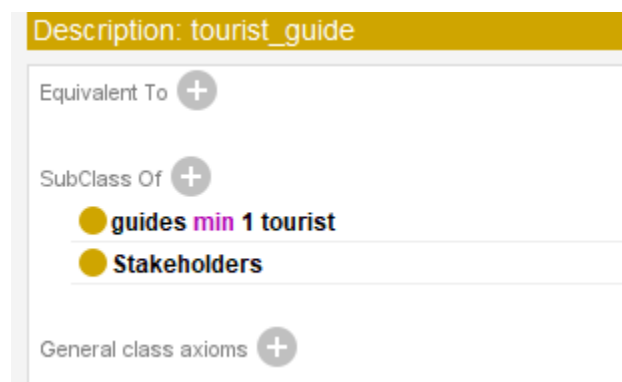 Description: tourist_guide
Equivalent To
SubClass Of
guides min 1 tourist
Stakeholders
General class axioms